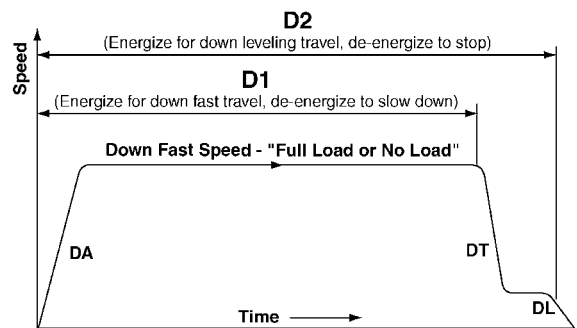 D2
(Energize for down leveling travel, de-energize to stop)
Speed
D1
(Energize for down fast travel, de-energize to slow down)
Down Fast Speed - "Full Load or No Load"
DA
DT
DL
Time